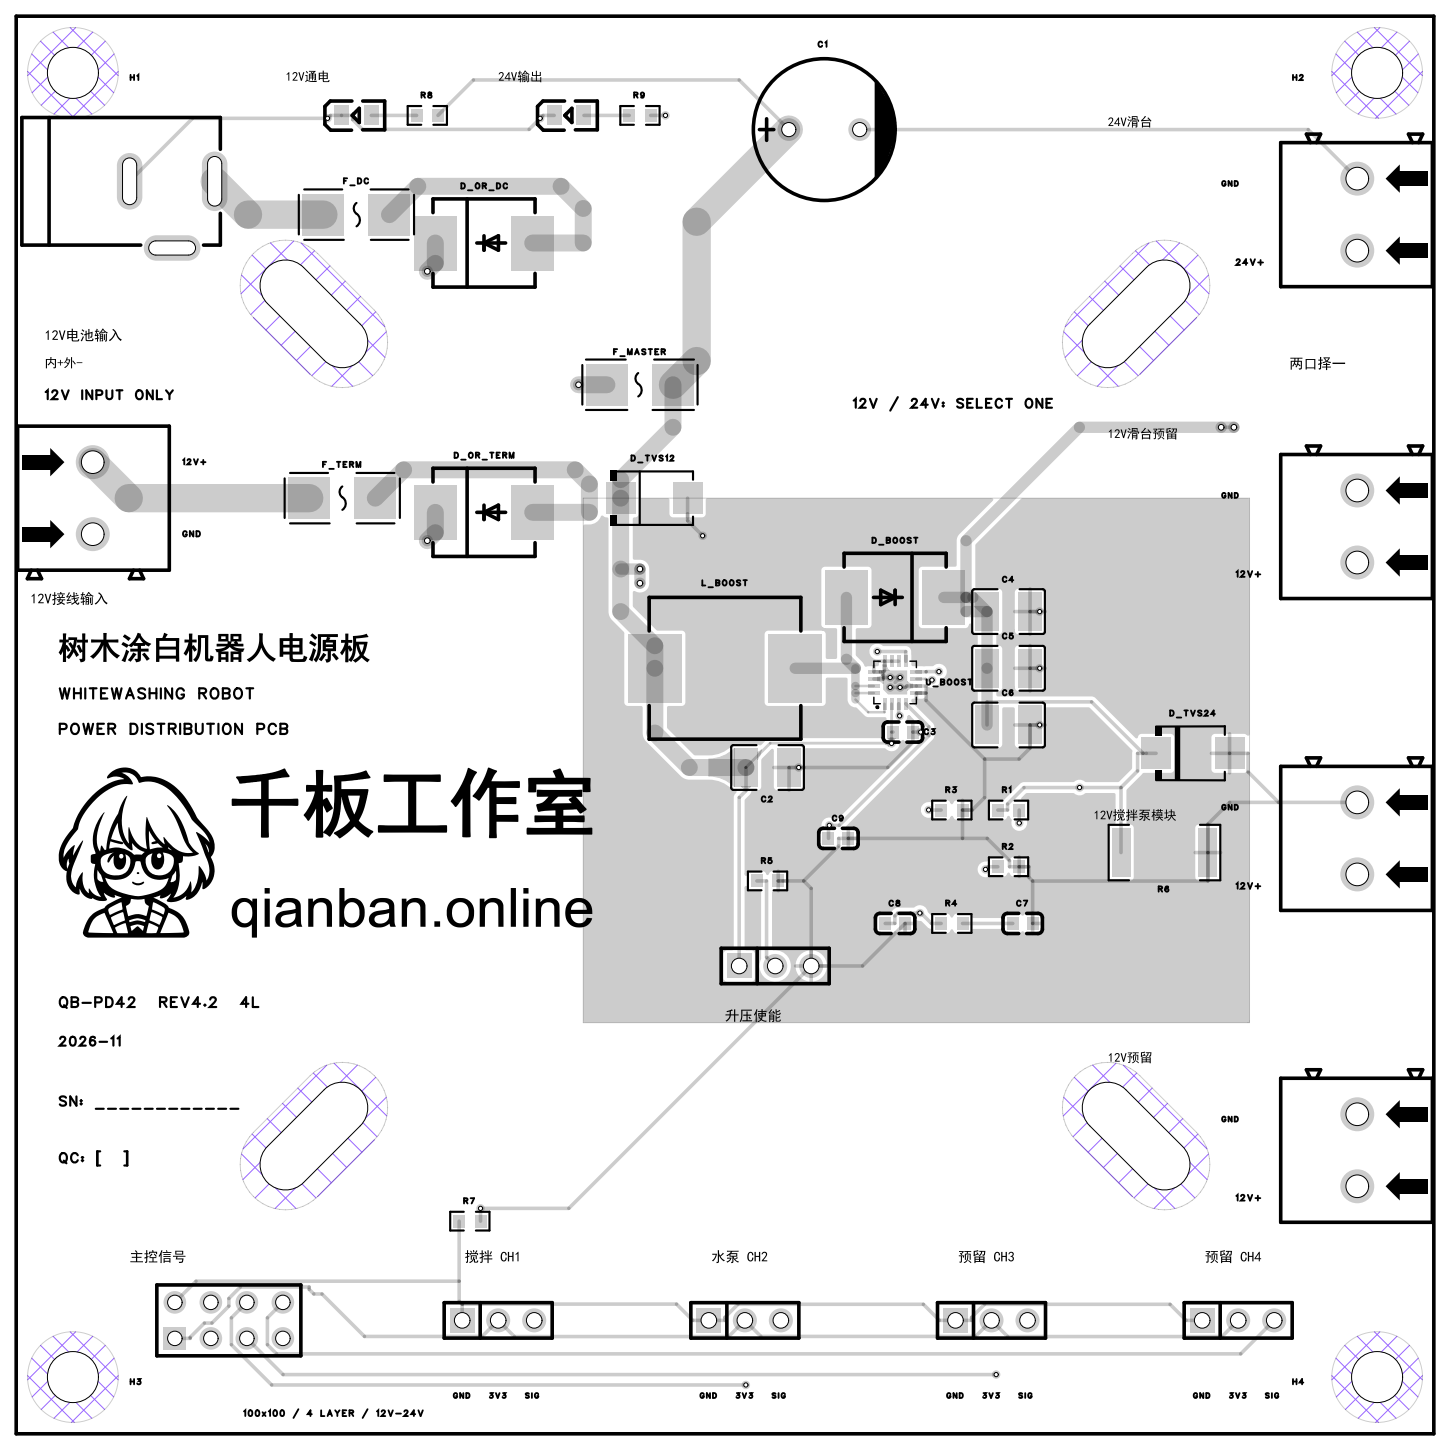 C1
H1
12V通电
24V输出
H2
R8
R9
24V滑台
F_DC
D_OR_DC
GND
24V+
12V电池输入
内+外-
12V INPUT ONLY
F_MASTER
两口择一
12V / 24V: SELECT ONE
12V滑台预留
12V+
F_TERM
D_OR_TERM
D_TVS12
GND
GND
D_BOOST
12V+
L_BOOST
C4
12V接线输入
C5
树木涂白机器人电源板
U_BOOST
WHITEWASHING ROBOT
C6
POWER DISTRIBUTION PCB
C3
D_TVS24
千板工作室
C2
R3
R1
GND
12V搅拌泵模块
C9
R2
R5
R6
12V+
qianban.online
C8
R4
C7
QB-PD42 REV4.2 4L
升压使能
2026-11
12V预留
SN: ____________
GND
QC: [ ]
12V+
R7
主控信号
搅拌 CH1
水泵 CH2
预留 CH3
预留 CH4
H3
H4
GND 3V3 SIG
GND 3V3 SIG
GND 3V3 SIG
GND 3V3 SIG
100x100 / 4 LAYER / 12V-24V